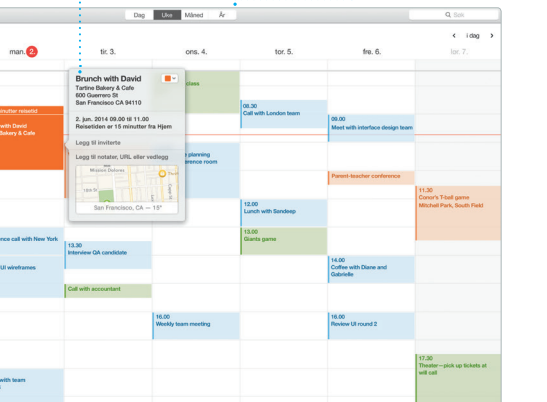 Dag Uke Måned År
Søk
< i dag >
man. 2. tir. 3. ons. 4. tor. 5. fre. 6. lør. 7.
Brunch with David
Tartine Bakery & Cafe
600 Guerrero St
San Francisco CA 94110
2. jun. 2014 09.00 til 11.00
Reisetiden er 15 minutter fra Hjem
Legg til inviterte
Legg til notater, URL eller vedlegg
Mission Dolores
18th St
San Francisco, CA — 15°
minutter reisetid
with David
Bakery & Cafe
nce call with New York
UI wireframes
with team
13.30
Interview QA candidate
Call with accountant
class
planning
erence room
16.00
Weekly team meeting
08.30
Call with London team
12.00
Lunch with Sandeep
13.00
Giants game
09.00
Meet with interface design team
Parent-teacher conference
14.00
Coffee with Diane and
Gabrielle
16.00
Review UI round 2
11.30
Conor's T-ball game
Mitchell Park, South Field
17.30
Theater—pick up tickets at
will call